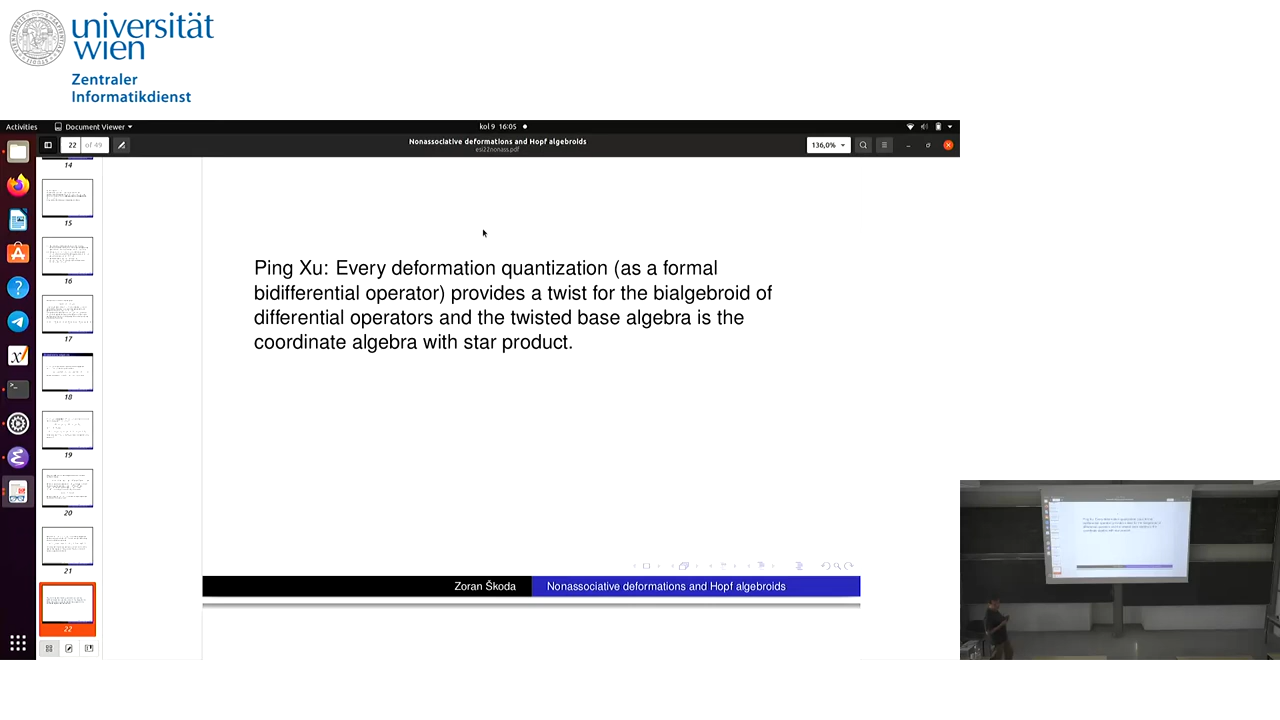 universität
wien
Zentraler
Informatikdienst
Activities
Document Viewer
kol 9 16:05
22 of 49
Nonassociative deformations and Hopf algebroids
esi22nonass.pdf
136,0%
14
15
16
17
18
19
20
21
22
Ping Xu: Every deformation quantization (as a formal
bidifferential operator) provides a twist for the bialgebroid of
differential operators and the twisted base algebra is the
coordinate algebra with star product.
Zoran Škoda
Nonassociative deformations and Hopf algebroids